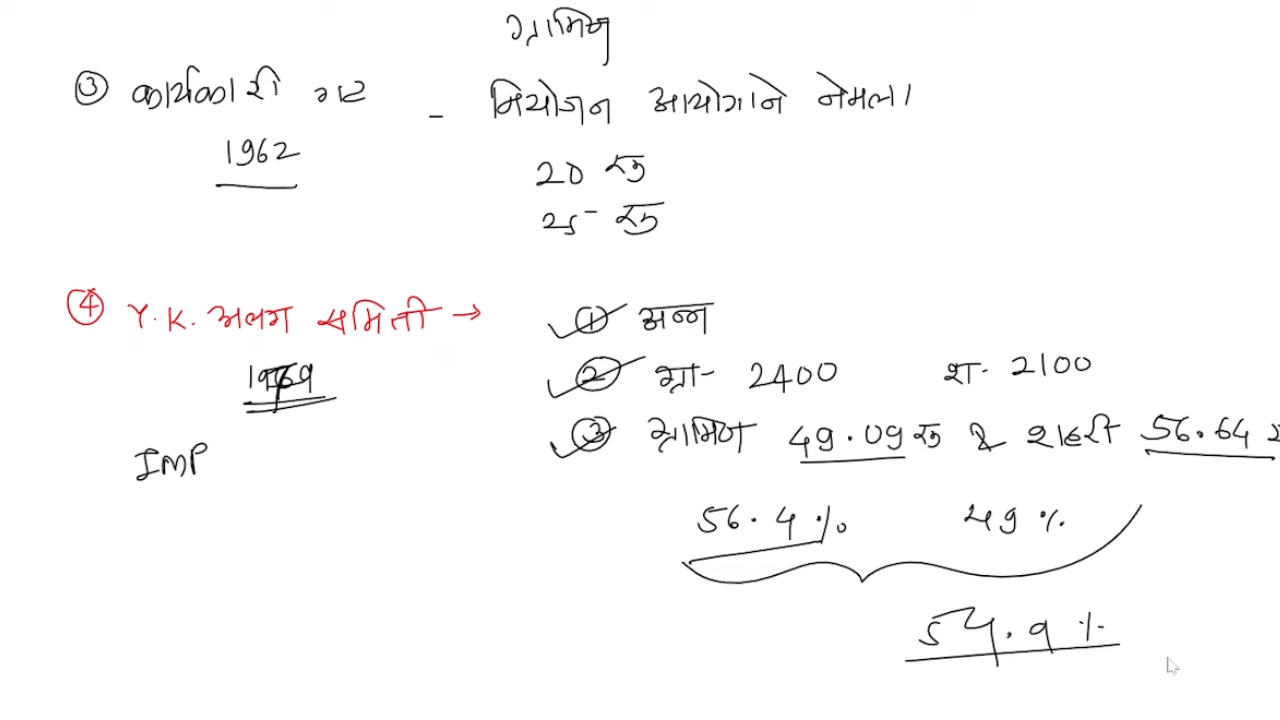 ग्रामिण
③ कार्यकारी गट - नियोजन आयोगाने नेमला
1962
20 रु
25 रु
④ Y. K. अलग समिती → ① अन्न
② ग्रा- 2400 श- 2100
③ ग्रामिण 49.09 रु व शहरी 56.64 रु
IMP
56.4 % 49 %
54.9 %